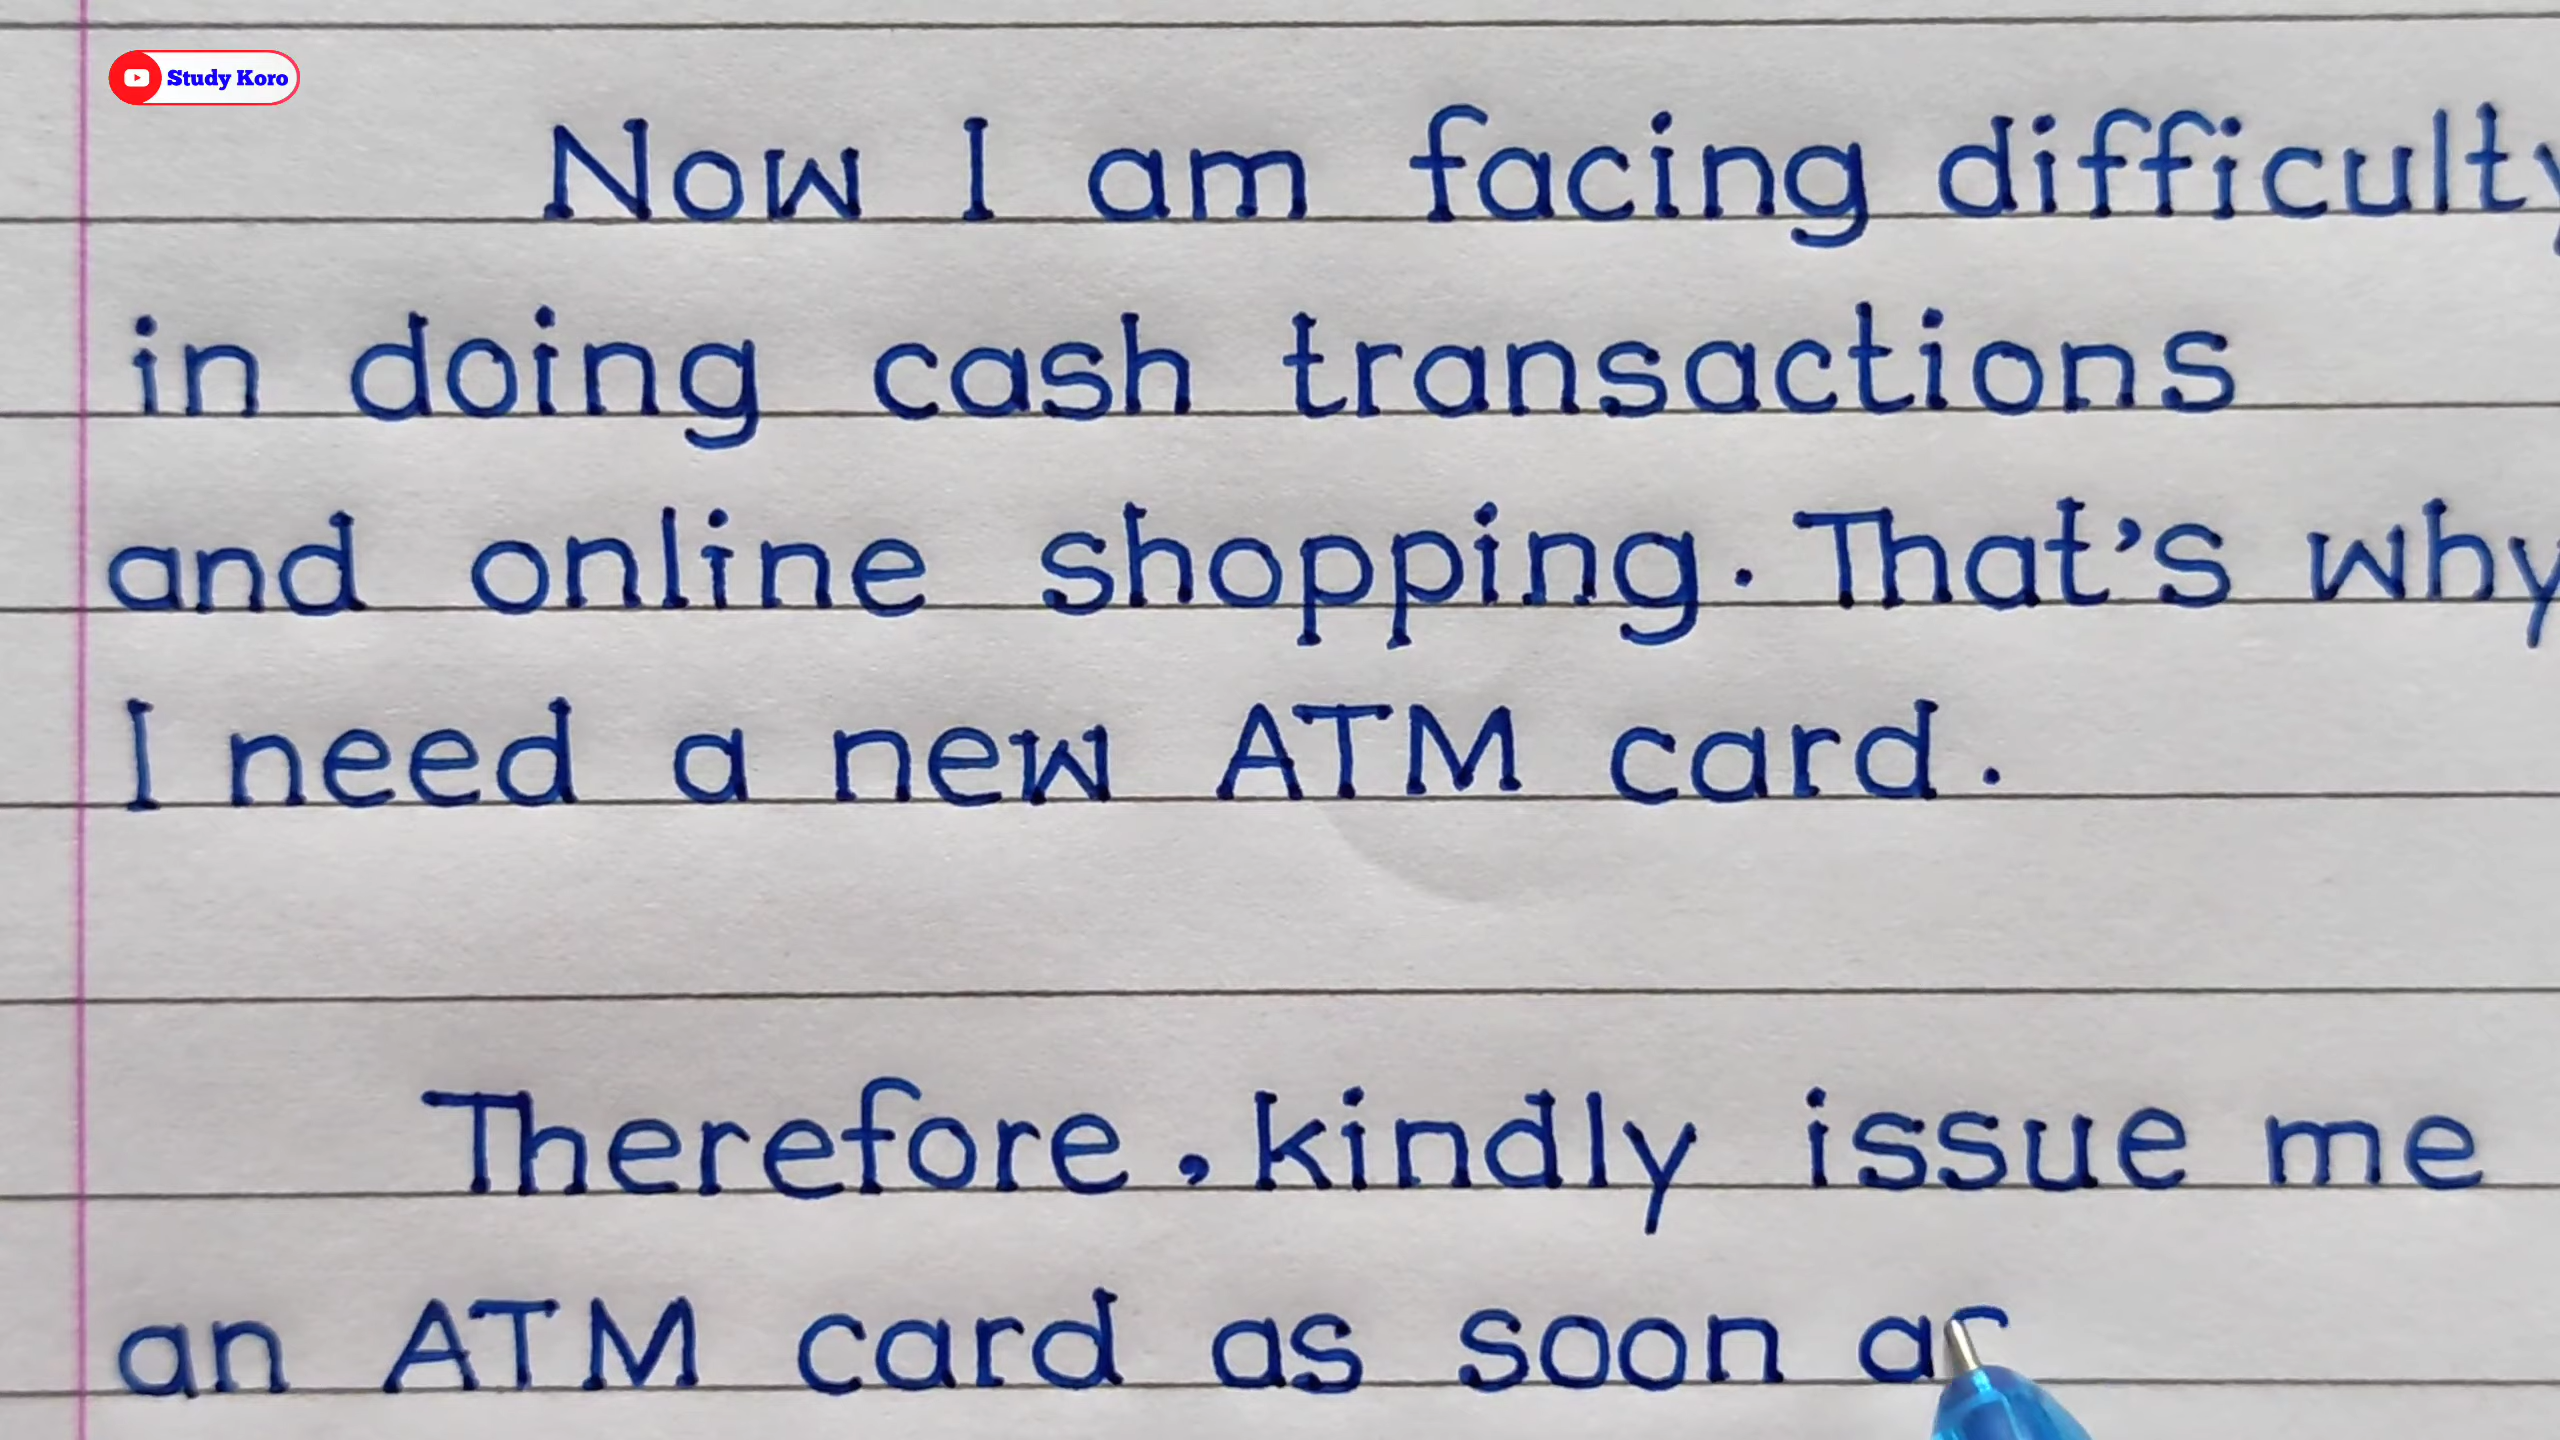 Study Koro
Now I am facing difficulty
in doing cash transactions
and online shopping. That's why
I need a new ATM card.
Therefore, kindly issue me
an ATM card as soon as